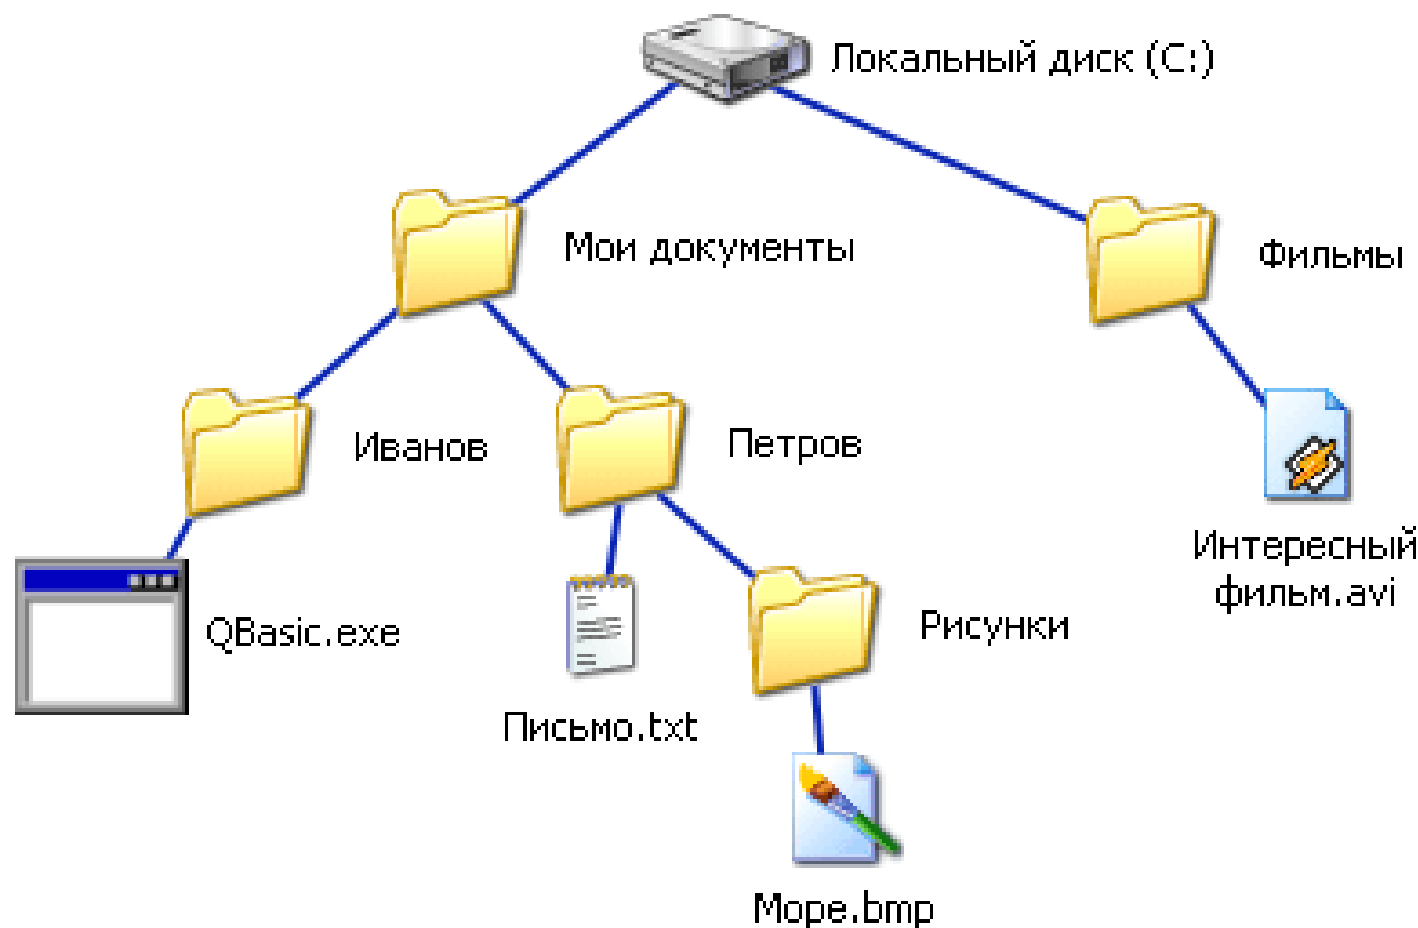 Локальный диск (C:)
Мои документы
Фильмы
Иванов
Петров
Интересный
фильм.avi
QBasic.exe
Рисунки
Письмо.txt
Море.bmp